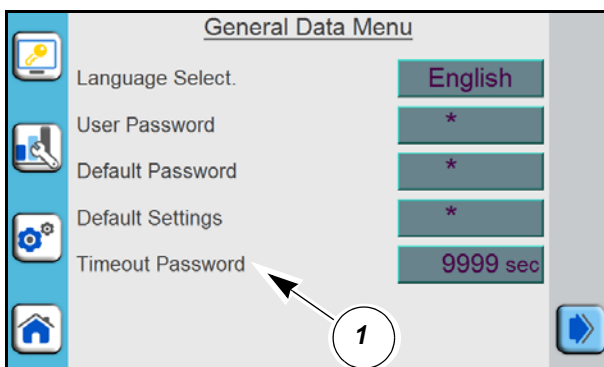 General Data Menu
Language Select. English
User Password *
Default Password *
Default Settings *
Timeout Password 9999 sec
1